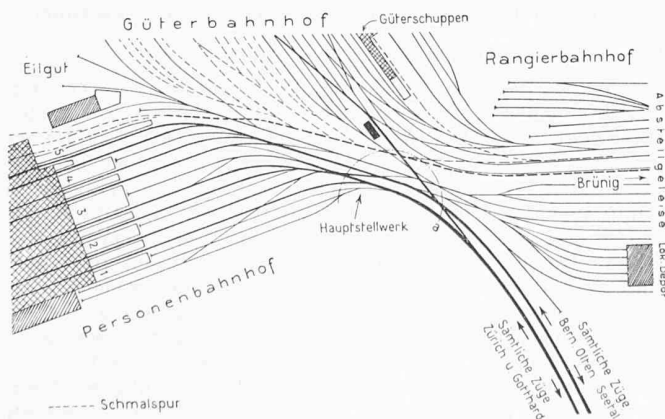 Güterbahnhof
Güterschuppen
Rangierbahnhof
Eilgut
Abstellgeleise
5
4
3
2
1
Brünig
Hauptstellwerk
a
Lok. Depot
Personenbahnhof
Sämtliche Züge
Zürich u Gotthard
Sämtliche Züge
Bern Olten Seetal
Schmalspur